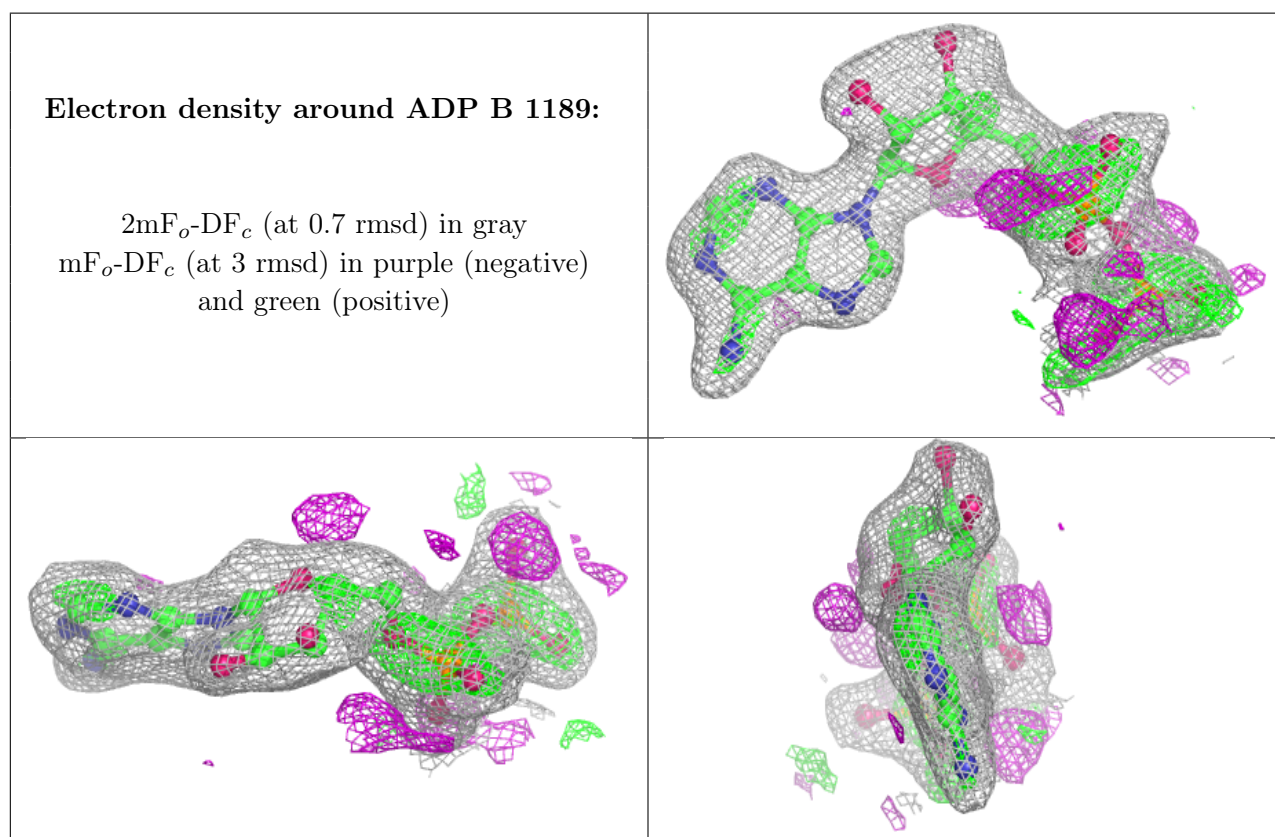 Electron density around ADP B 1189:
2mFₒ-DF𝒸 (at 0.7 rmsd) in gray
mFₒ-DF𝒸 (at 3 rmsd) in purple (negative)
and green (positive)